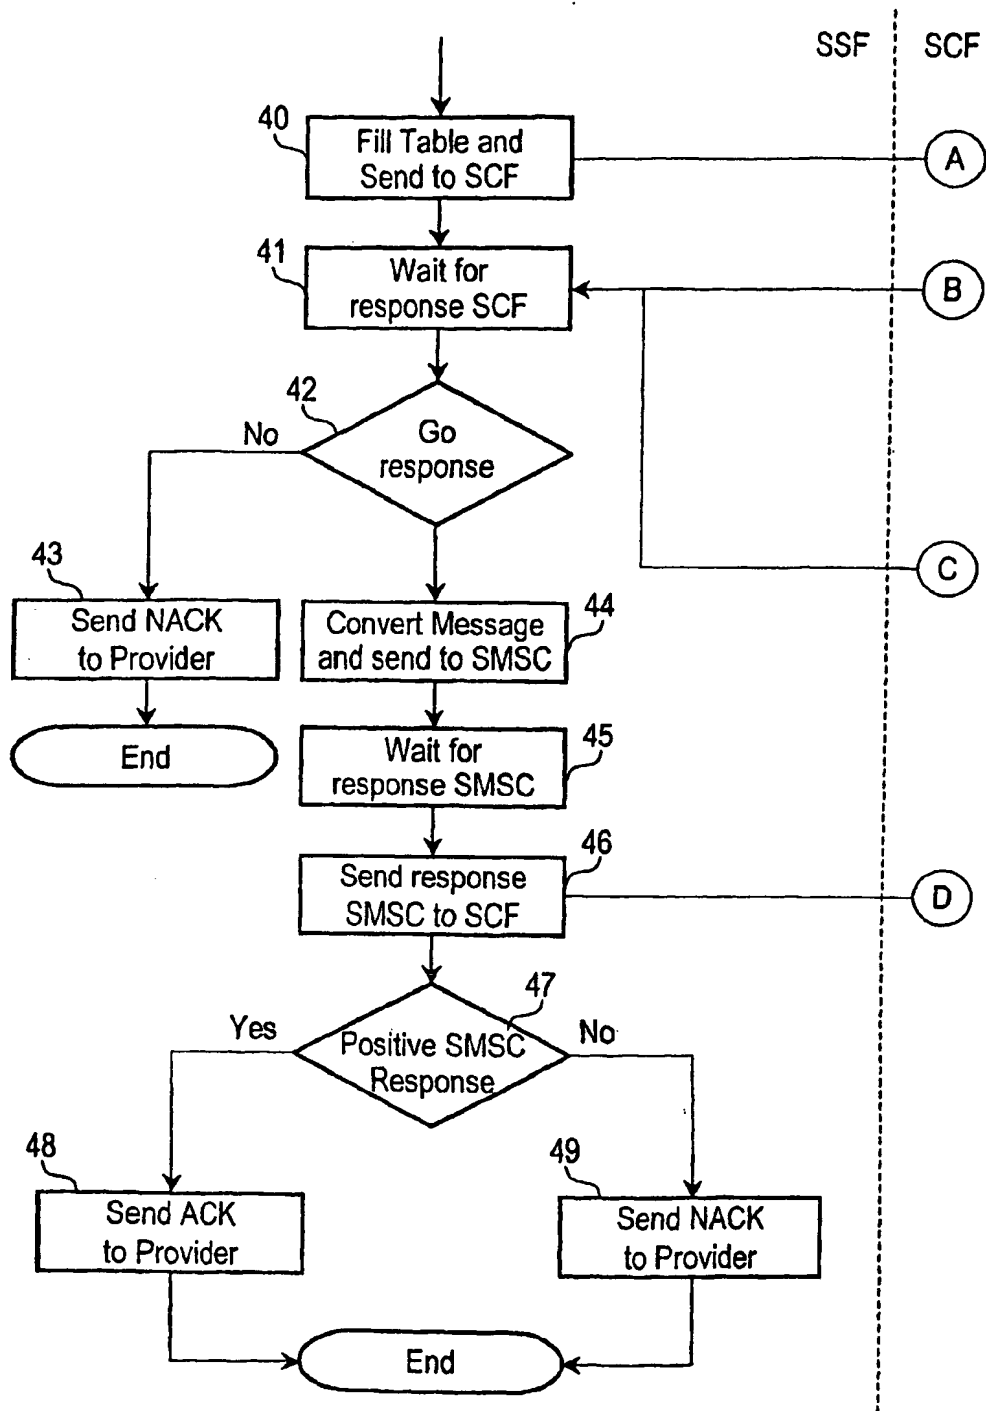 SSF
SCF
40
Fill Table and
Send to SCF
A
41
Wait for
response SCF
B
42
No
Go
response
C
43
Send NACK
to Provider
44
Convert Message
and send to SMSC
End
45
Wait for
response SMSC
46
Send response
SMSC to SCF
D
47
Yes
Positive SMSC
Response
No
48
Send ACK
to Provider
49
Send NACK
to Provider
End